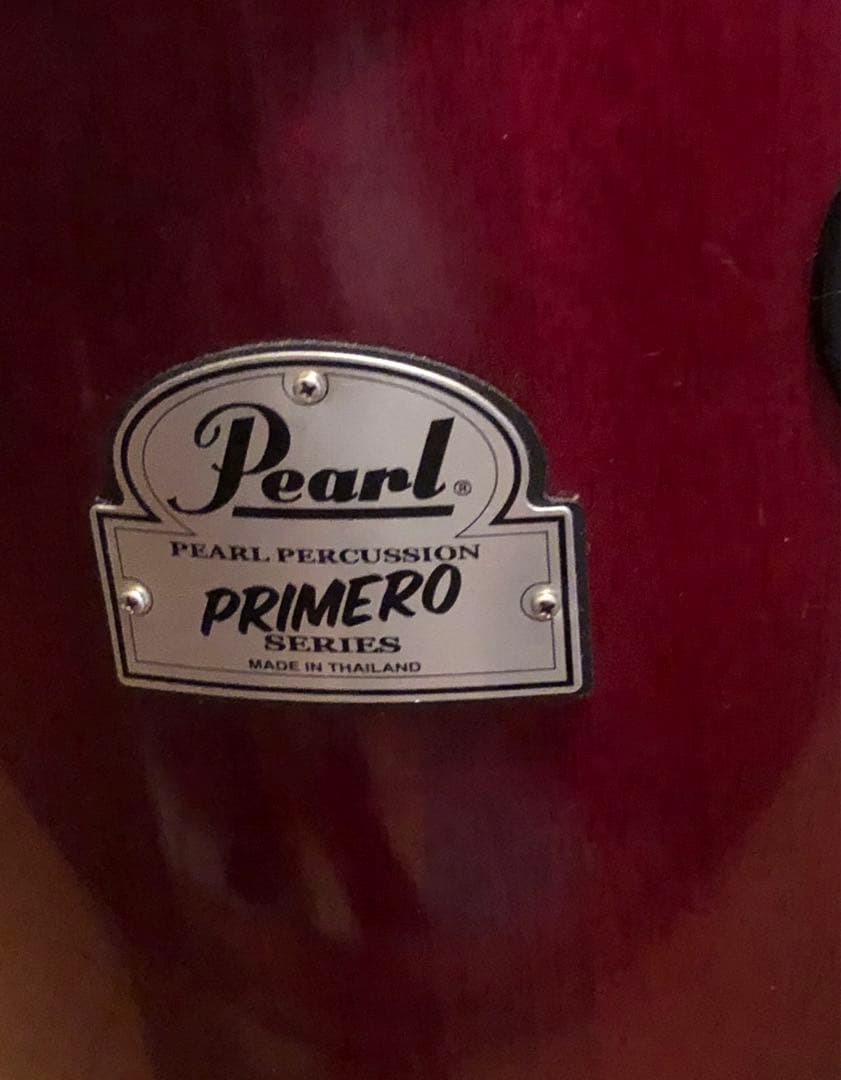 Pearl®
PEARL PERCUSSION
PRIMERO
SERIES
MADE IN THAILAND